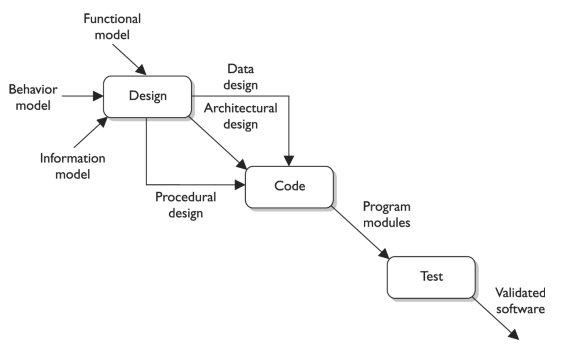 Functional
model
Behavior
model
Design
Data
design
Architectural
design
Information
model
Code
Procedural
design
Program
modules
Test
Validated
software